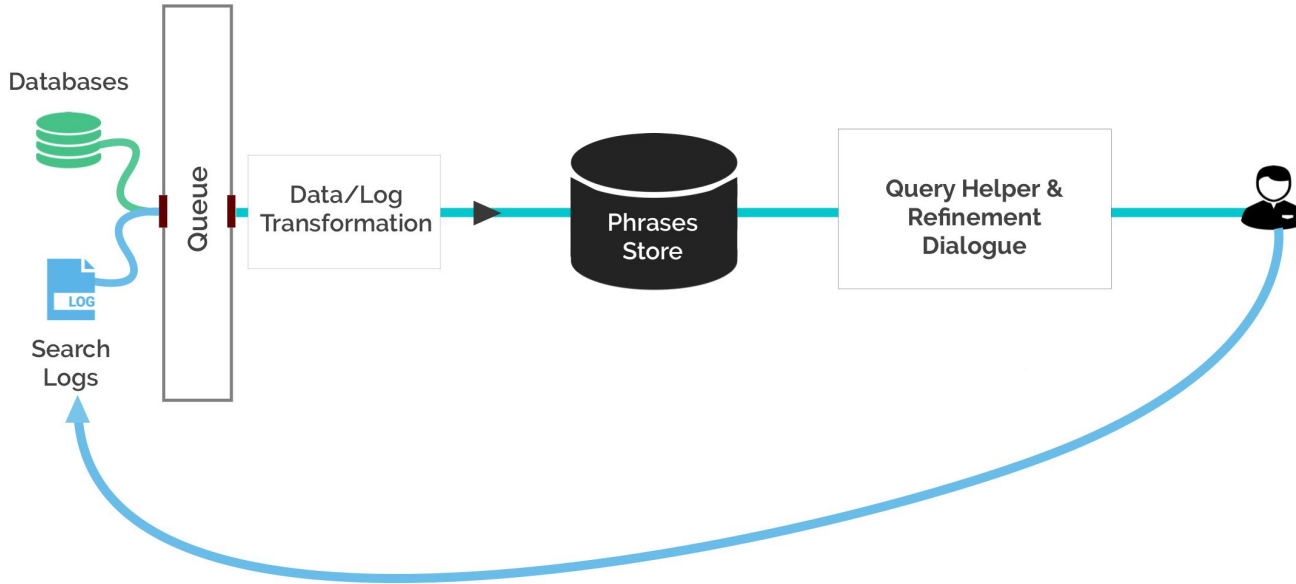 Databases
LOG
Search
Logs
Queue
Data/Log
Transformation
Phrases
Store
Query Helper &
Refinement
Dialogue